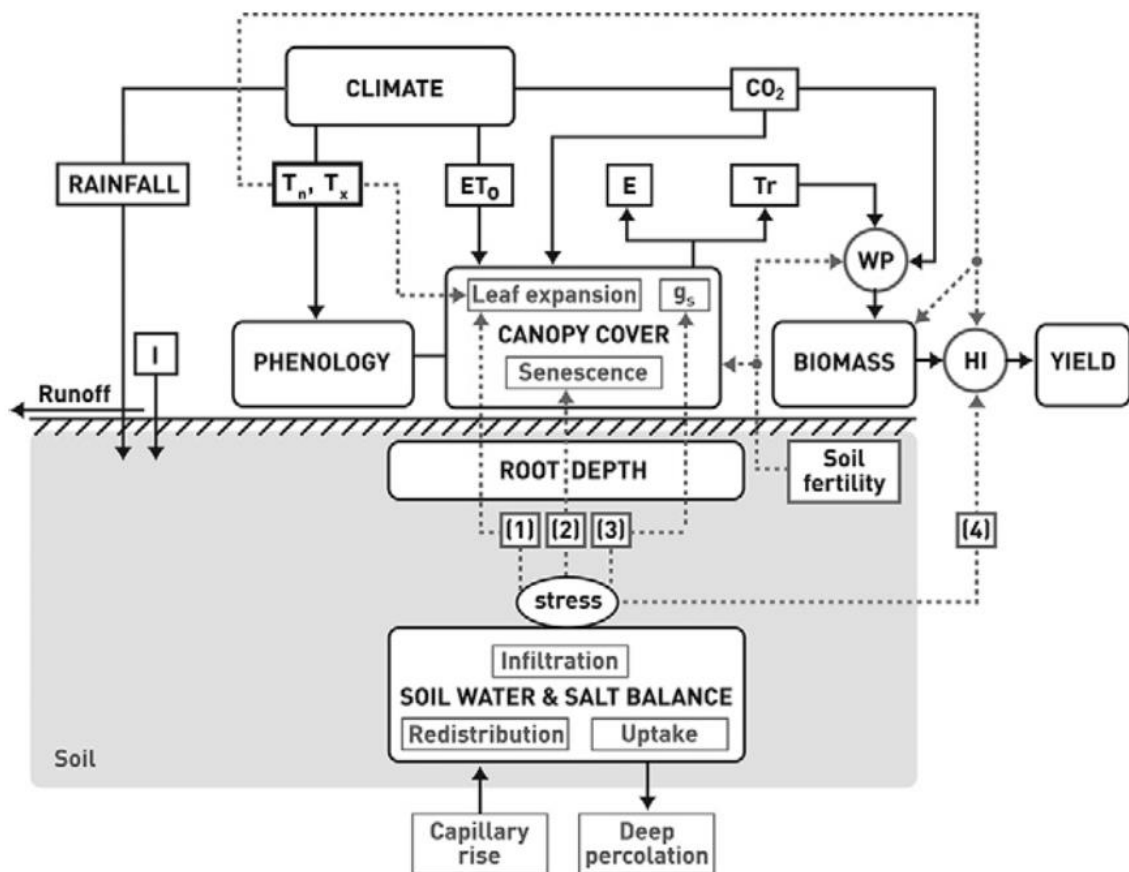 CLIMATE
CO₂
RAINFALL
Tₙ, Tₓ
ET₀
E
Tr
WP
Leaf expansion
gₛ
CANOPY COVER
Senescence
PHENOLOGY
I
BIOMASS
HI
YIELD
Runoff
ROOT DEPTH
Soil
fertility
(1)
(2)
(3)
(4)
stress
Infiltration
SOIL WATER & SALT BALANCE
Redistribution
Uptake
Soil
Capillary
rise
Deep
percolation